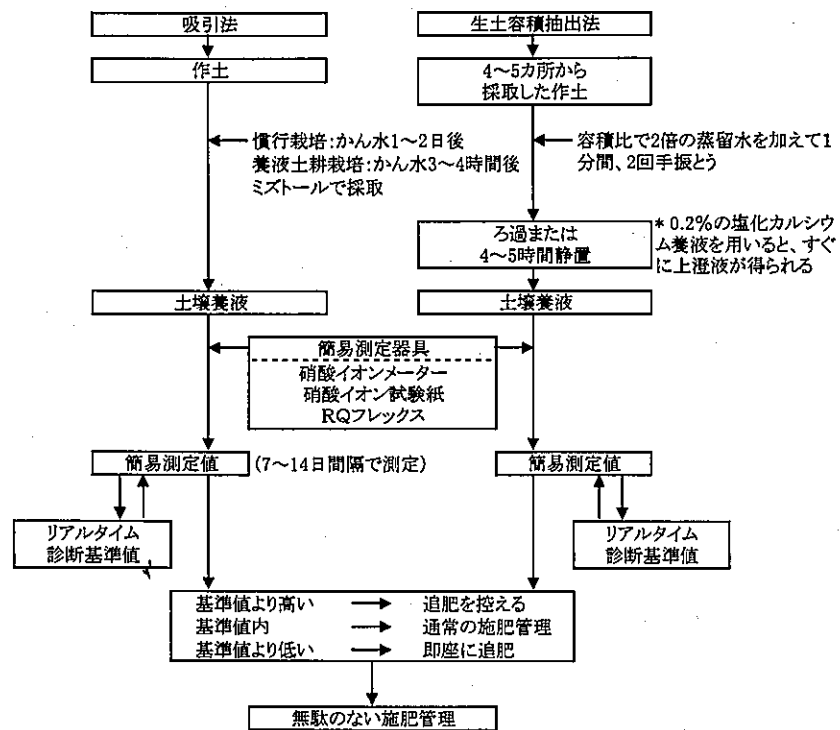 吸引法
生土容積抽出法
作土
4～5カ所から
採取した作土
慣行栽培:かん水1～2日後
養液土耕栽培:かん水3～4時間後
ミズトールで採取
容積比で2倍の蒸留水を加えて1
分間、2回手振とう
ろ過または
4～5時間静置
＊0.2%の塩化カルシウ
ム養液を用いると、すぐ
に上澄液が得られる
土壌養液
土壌養液
簡易測定器具
硝酸イオンメーター
硝酸イオン試験紙
RQフレックス
簡易測定値
(7～14日間隔で測定)
簡易測定値
リアルタイム
診断基準値
リアルタイム
診断基準値
基準値より高い → 追肥を控える
基準値内 → 通常の施肥管理
基準値より低い → 即座に追肥
無駄のない施肥管理